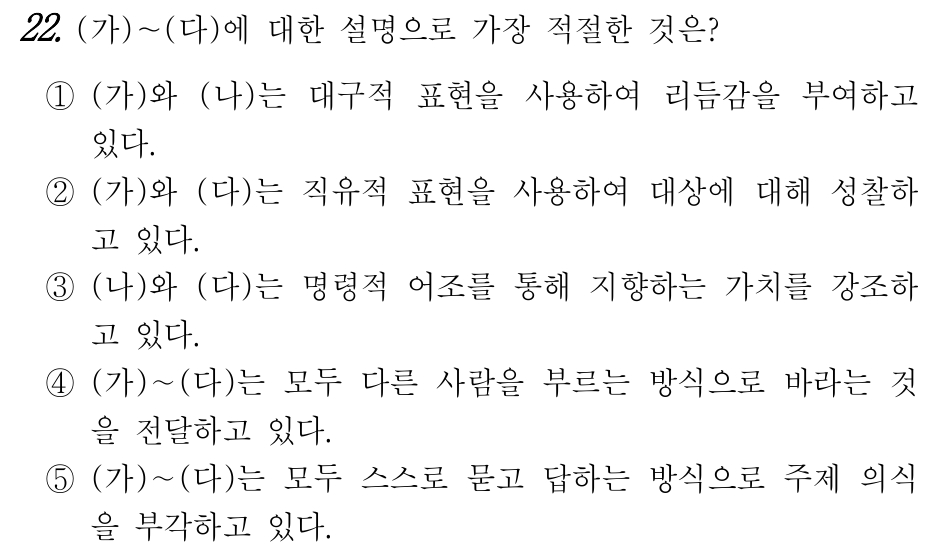 22. (가)~(다)에 대한 설명으로 가장 적절한 것은?
① (가)와 (나)는 대구적 표현을 사용하여 리듬감을 부여하고
있다.
② (가)와 (다)는 직유적 표현을 사용하여 대상에 대해 성찰하
고 있다.
③ (나)와 (다)는 명령적 어조를 통해 지향하는 가치를 강조하
고 있다.
④ (가)~(다)는 모두 다른 사람을 부르는 방식으로 바라는 것
을 전달하고 있다.
⑤ (가)~(다)는 모두 스스로 묻고 답하는 방식으로 주제 의식
을 부각하고 있다.